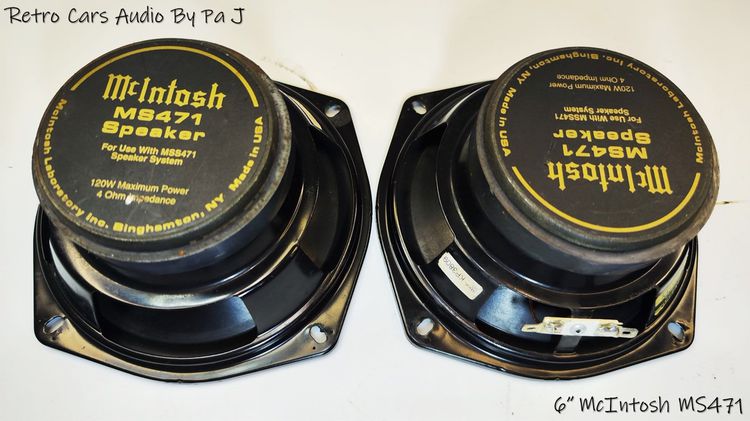 Retro Cars Audio By Pa J
McIntosh
MS471
Speaker
For Use With MSS471
Speaker System
120W Maximum Power
4 Ohm Impedance
McIntosh Laboratory Inc. Binghamton, NY Made in USA
McIntosh
MS471
Speaker
For Use With MSS471
Speaker System
120W Maximum Power
4 Ohm Impedance
McIntosh Laboratory Inc. Binghamton, NY Made in USA
6" McIntosh MS471